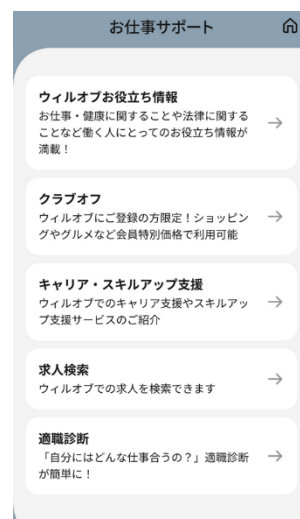 お仕事サポート
ウィルオブお役立ち情報
お仕事・健康に関することや法律に関する
ことなど働く人にとってのお役立ち情報が
満載！
クラブオフ
ウィルオブにご登録の方限定！ショッピン
グやグルメなど会員特別価格で利用可能
キャリア・スキルアップ支援
ウィルオブでのキャリア支援やスキルアッ
プ支援サービスのご紹介
求人検索
ウィルオブでの求人を検索できます
適職診断
「自分にはどんな仕事合うの？」適職診断
が簡単に！